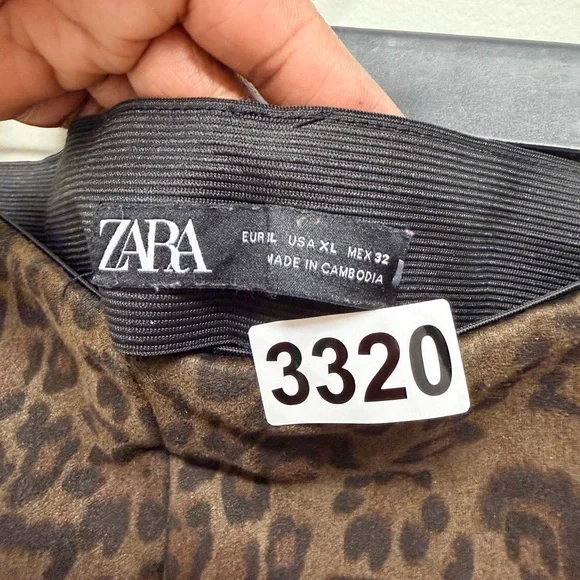 ZARA
EUR XL USA XL MEX 32
MADE IN CAMBODIA
3320